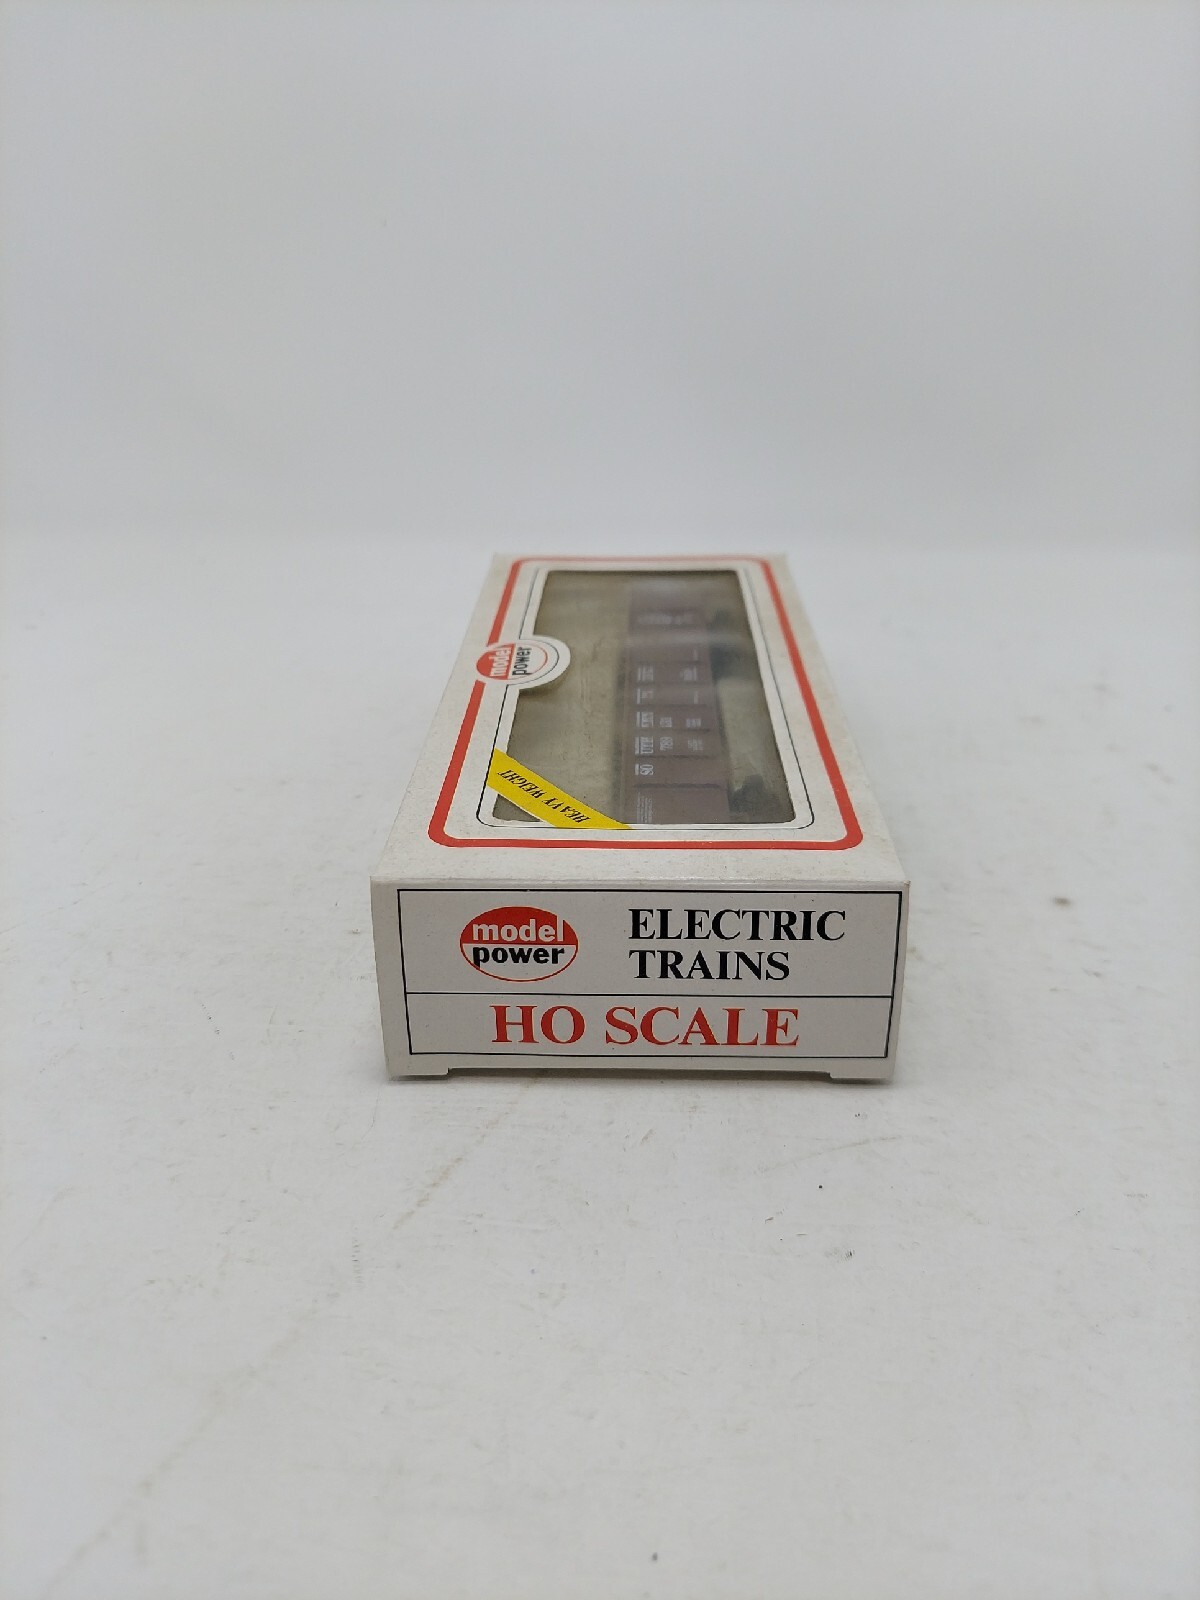 model
power
HEAVY WEIGHT
model
power
ELECTRIC
TRAINS
HO SCALE